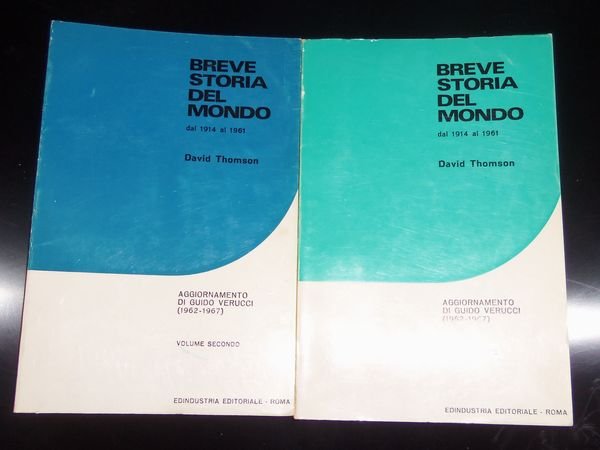 BREVE
STORIA
DEL
MONDO
dal 1914 al 1961
David Thomson
AGGIORNAMENTO
DI GUIDO VERUCCI
(1962-1967)
VOLUME SECONDO
EDINDUSTRIA EDITORIALE - ROMA
BREVE
STORIA
DEL
MONDO
dal 1914 al 1961
David Thomson
AGGIORNAMENTO
DI GUIDO VERUCCI
(1962-1967)
EDINDUSTRIA EDITORIALE - ROMA